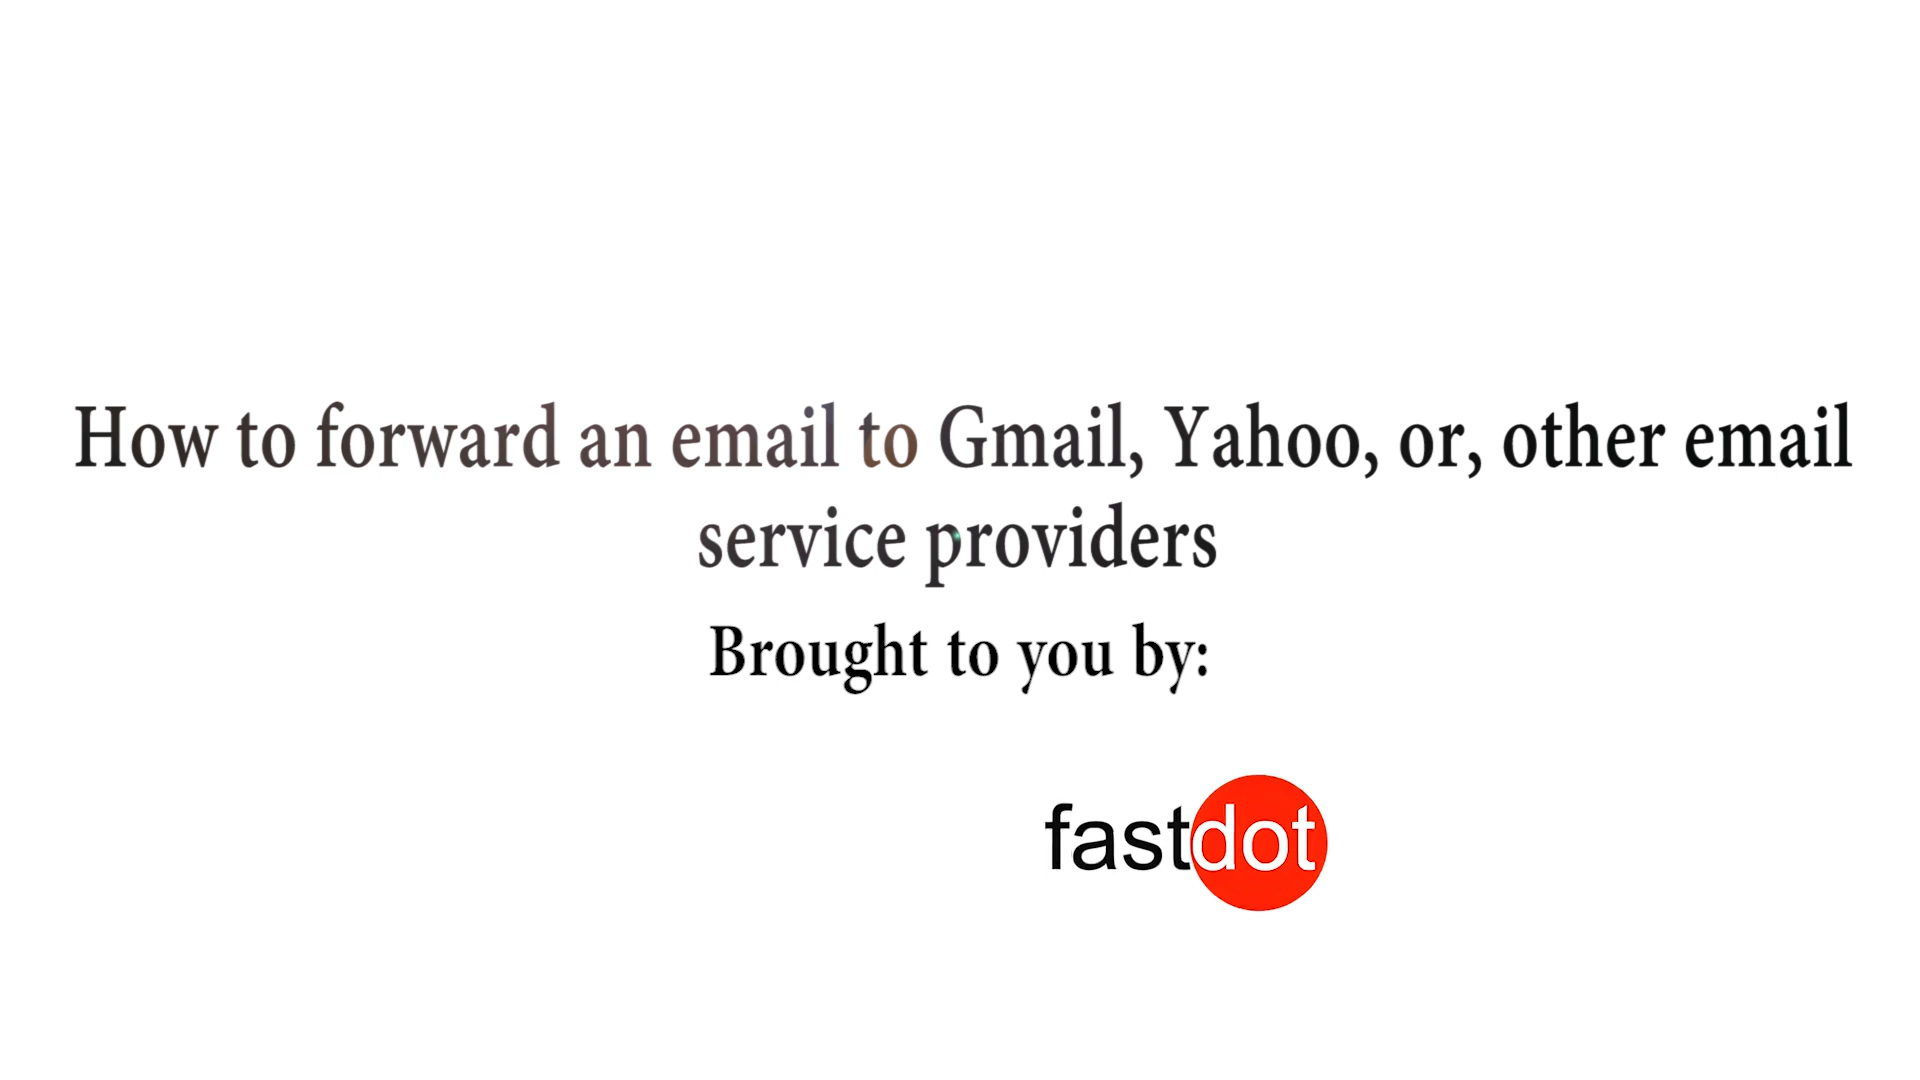 How to forward an email to Gmail, Yahoo, or, other email
service providers
Brought to you by:
fastdot